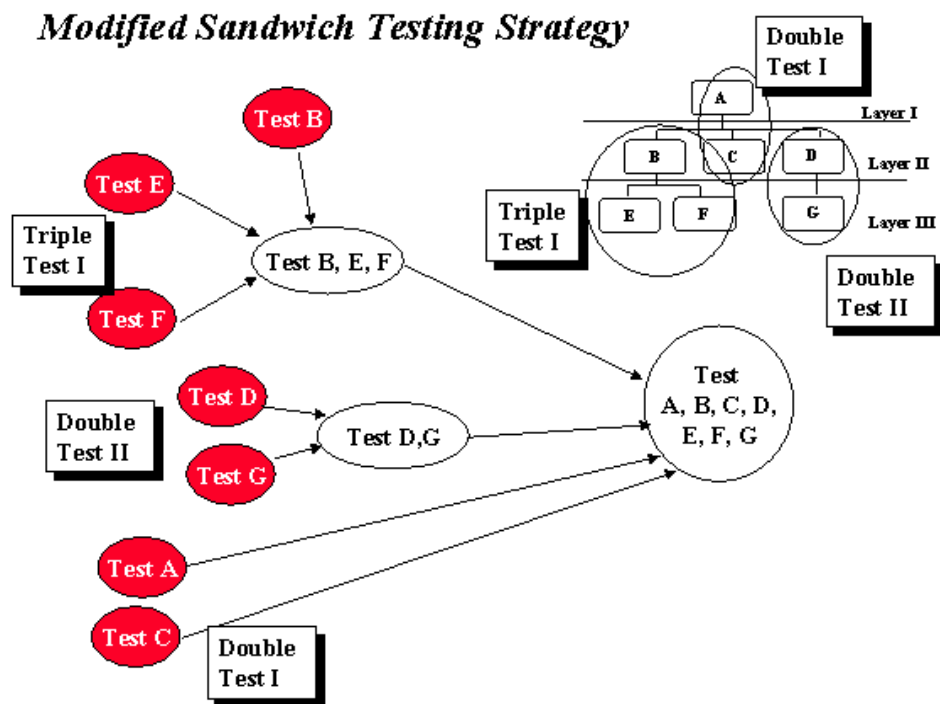 Modified Sandwich Testing Strategy
Double
Test I
A
Layer I
B
C
D
Layer II
E
F
G
Layer III
Triple
Test I
Double
Test II
Test B
Test E
Triple
Test I
Test B, E, F
Test F
Test
A, B, C, D,
E, F, G
Test D
Double
Test II
Test D,G
Test G
Test A
Test C
Double
Test I